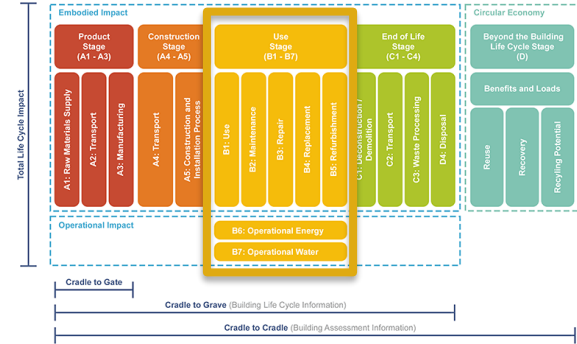 Embodied Impact
Circular Economy
Product
Stage
(A1 - A3)
Construction
Stage
(A4 - A5)
Use
Stage
(B1 - B7)
End of Life
Stage
(C1 - C4)
Beyond the Building
Life Cycle Stage
(D)
Benefits and Loads
Total Life Cycle Impact
A1: Raw Materials Supply
A2: Transport
A3: Manufacturing
A4: Transport
A5: Construction and
Installation Process
B1: Use
B2: Maintenance
B3: Repair
B4: Replacement
B5: Refurbishment
C1: Deconstruction /
Demolition
C2: Transport
C3: Waste Processing
D4: Disposal
Reuse
Recovery
Recyling Potential
Operational Impact
B6: Operational Energy
B7: Operational Water
Cradle to Gate
Cradle to Grave (Building Life Cycle Information)
Cradle to Cradle (Building Assessment Information)